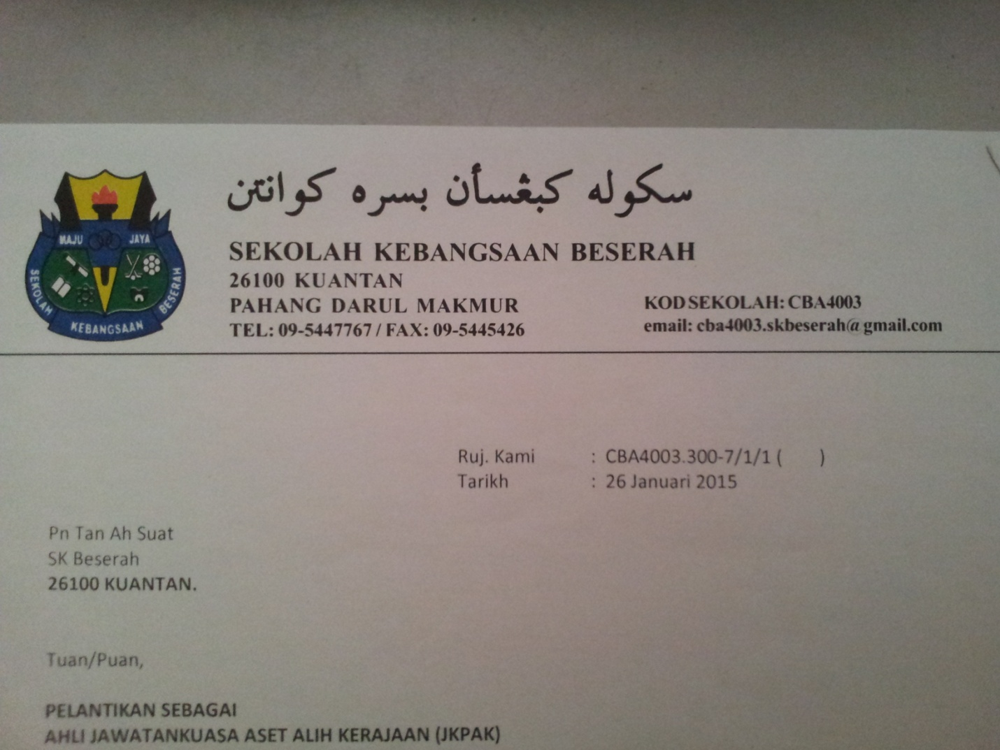 سكوله كبڠسأن بسره كوانتن
SEKOLAH KEBANGSAAN BESERAH
26100 KUANTAN
PAHANG DARUL MAKMUR
TEL: 09-5447767 / FAX: 09-5445426
KOD SEKOLAH: CBA4003
email: cba4003.skbeserah@gmail.com
MAJU JAYA
SEKOLAH KEBANGSAAN BESERAH
Ruj. Kami : CBA4003.300-7/1/1 ( )
Tarikh : 26 Januari 2015
Pn Tan Ah Suat
SK Beserah
26100 KUANTAN.
Tuan/Puan,
PELANTIKAN SEBAGAI
AHLI JAWATANKUASA ASET ALIH KERAJAAN (JKPAK)